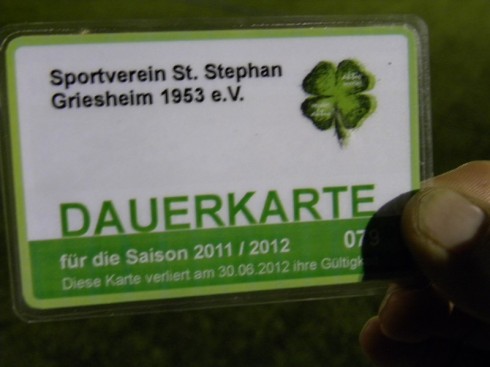 Sportverein St. Stephan
Griesheim 1953 e.V.
DAUERKARTE
für die Saison 2011 / 2012
Diese Karte verliert am 30.06.2012 ihre